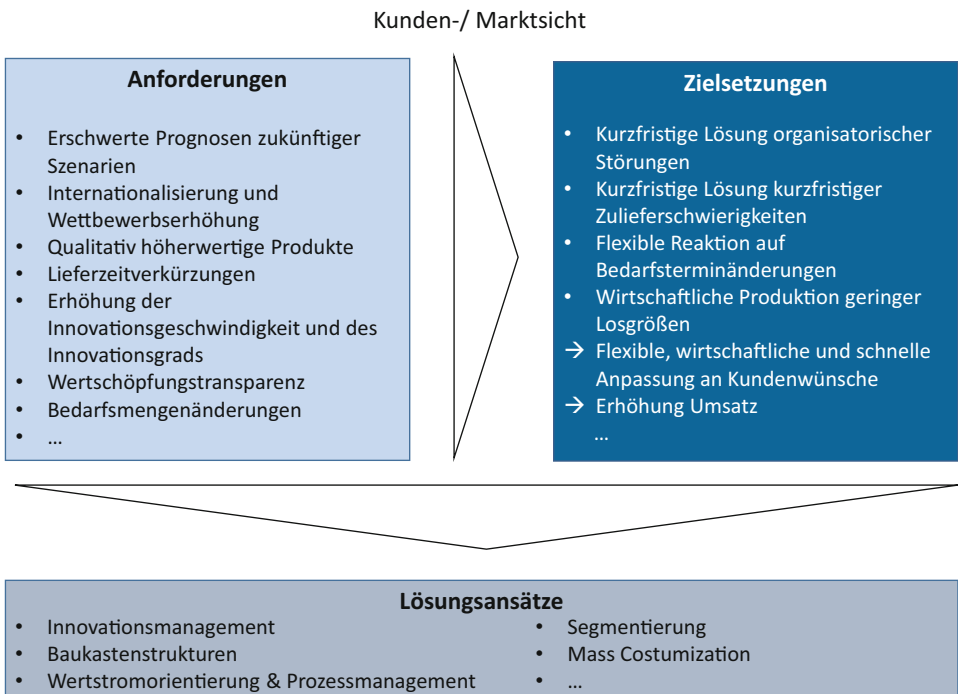 Kunden-/ Marktsicht
Anforderungen
• Erschwerte Prognosen zukünftiger
Szenarien
• Internationalisierung und
Wettbewerbserhöhung
• Qualitativ höherwertige Produkte
• Lieferzeitverkürzungen
• Erhöhung der
Innovationsgeschwindigkeit und des
Innovationsgrads
• Wertschöpfungstransparenz
• Bedarfsmengenänderungen
• ...
Zielsetzungen
• Kurzfristige Lösung organisatorischer
Störungen
• Kurzfristige Lösung kurzfristiger
Zulieferschwierigkeiten
• Flexible Reaktion auf
Bedarfsterminänderungen
• Wirtschaftliche Produktion geringer
Losgrößen
→ Flexible, wirtschaftliche und schnelle
Anpassung an Kundenwünsche
→ Erhöhung Umsatz
...
Lösungsansätze
• Innovationsmanagement
• Baukastenstrukturen
• Wertstromorientierung & Prozessmanagement
• Segmentierung
• Mass Costumization
• ...